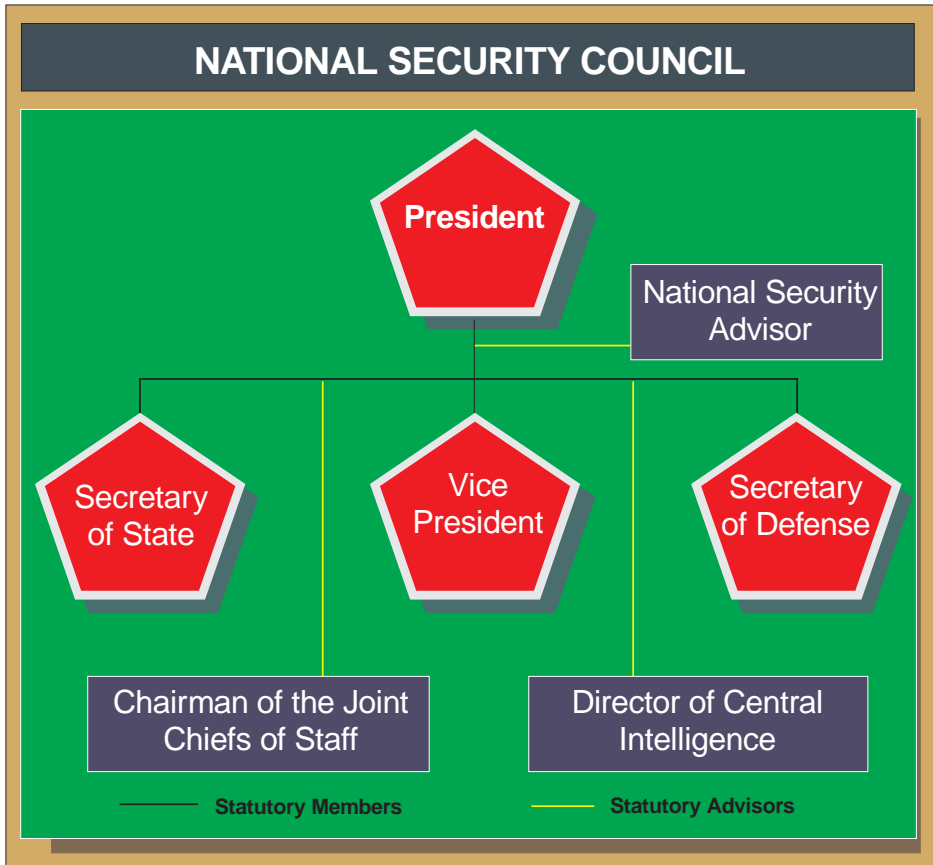 NATIONAL SECURITY COUNCIL
President
National Security
Advisor
Secretary
of State
Vice
President
Secretary
of Defense
Chairman of the Joint
Chiefs of Staff
Director of Central
Intelligence
Statutory Members
Statutory Advisors